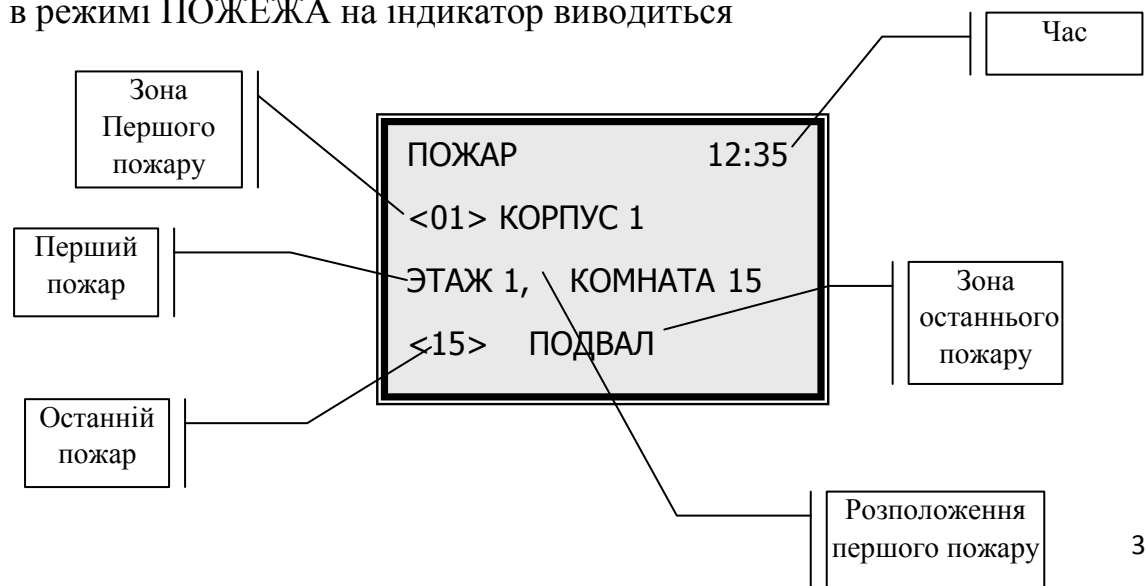 в режимі ПОЖЕЖА на індикатор виводиться
Час
Зона
Першого
пожару
ПОЖАР 12:35
<01> КОРПУС 1
Перший
пожар
ЭТАЖ 1, КОМНАТА 15
Зона
останнього
пожару
<15> ПОДВАЛ
Останній
пожар
Розположення
першого пожару
3